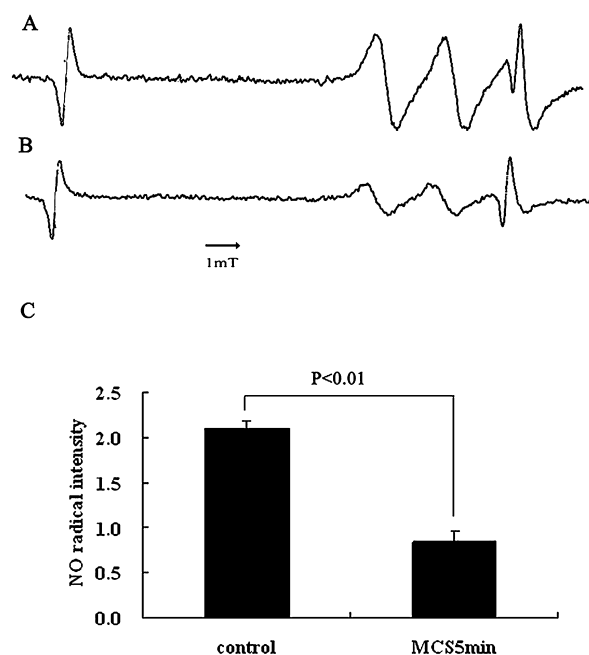 A
B
1mT
C
P<0.01
NO radical intensity
2.5
2.0
1.5
1.0
0.5
0.0
control
MCS5min